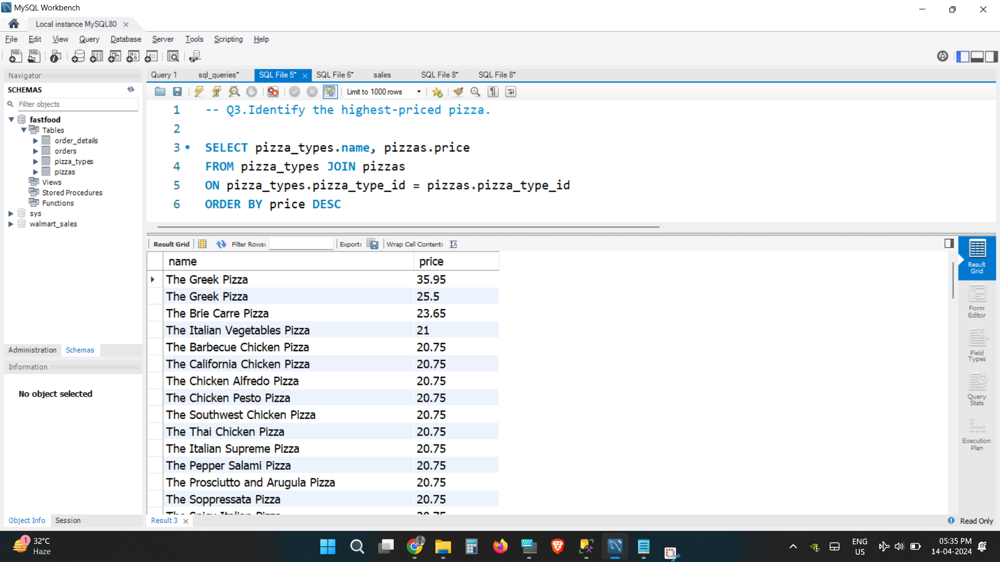 MySQL Workbench
Local instance MySQL80
File Edit View Query Database Server Tools Scripting Help
Navigator
SCHEMAS
Filter objects
fastfood
Tables
order_details
orders
pizza_types
pizzas
Views
Stored Procedures
Functions
sys
walmart_sales
Administration Schemas
Information
No object selected
Object Info Session
Query 1 sql_queries* SQL File 5* SQL File 6* sales SQL File 8* SQL File 8*
Limit to 1000 rows
1 -- Q3.Identify the highest-priced pizza.
2
3 SELECT pizza_types.name, pizzas.price
4 FROM pizza_types JOIN pizzas
5 ON pizza_types.pizza_type_id = pizzas.pizza_type_id
6 ORDER BY price DESC
Result Grid Filter Rows: Export: Wrap Cell Content:
name price
The Greek Pizza 35.95
The Greek Pizza 25.5
The Brie Carre Pizza 23.65
The Italian Vegetables Pizza 21
The Barbecue Chicken Pizza 20.75
The California Chicken Pizza 20.75
The Chicken Alfredo Pizza 20.75
The Chicken Pesto Pizza 20.75
The Southwest Chicken Pizza 20.75
The Thai Chicken Pizza 20.75
The Italian Supreme Pizza 20.75
The Pepper Salami Pizza 20.75
The Prosciutto and Arugula Pizza 20.75
The Soppressata Pizza 20.75
The Spicy Italian Pizza 20.75
Result Grid
Form Editor
Field Types
Query Stats
Execution Plan
Result 3
Read Only
1
32°C
Haze
ENG
US
05:35 PM
14-04-2024